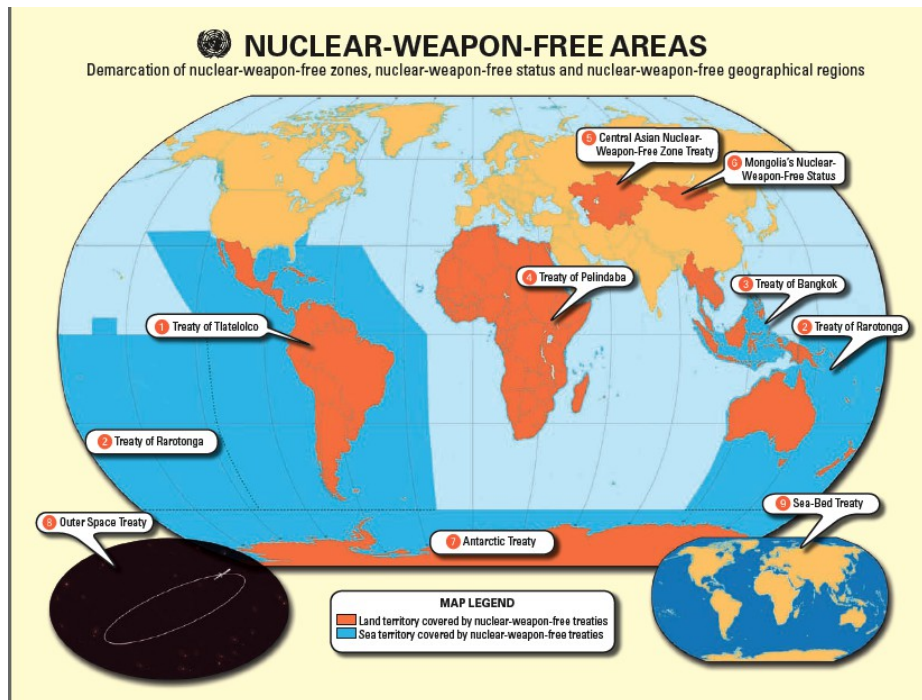 NUCLEAR-WEAPON-FREE AREAS
Demarcation of nuclear-weapon-free zones, nuclear-weapon-free status and nuclear-weapon-free geographical regions
5 Central Asian Nuclear-
Weapon-Free Zone Treaty
6 Mongolia's Nuclear-
Weapon-Free Status
4 Treaty of Pelindaba
3 Treaty of Bangkok
1 Treaty of Tlatelolco
2 Treaty of Rarotonga
2 Treaty of Rarotonga
8 Outer Space Treaty
7 Antarctic Treaty
9 Sea-Bed Treaty
MAP LEGEND
Land territory covered by nuclear-weapon-free treaties
Sea territory covered by nuclear-weapon-free treaties